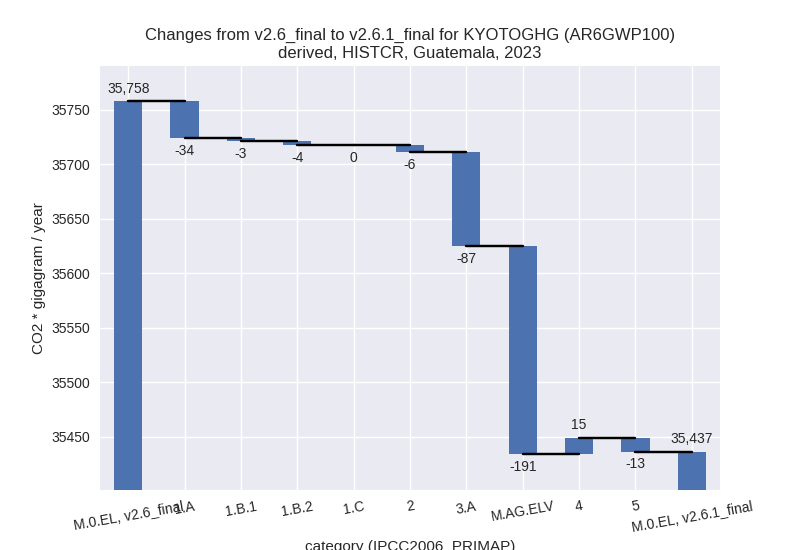 Changes from v2.6_final to v2.6.1_final for KYOTOGHG (AR6GWP100)
derived, HISTCR, Guatemala, 2023
CO2 * gigagram / year
35750
35700
35650
35600
35550
35500
35450
35,758
-34
-3
-4
0
-6
-87
-191
15
-13
35,437
M.0.EL, v2.6_final
1.A
1.B.1
1.B.2
1.C
2
3.A
M.AG.ELV
4
5
M.0.EL, v2.6.1_final
category (IPCC2006_PRIMAP)